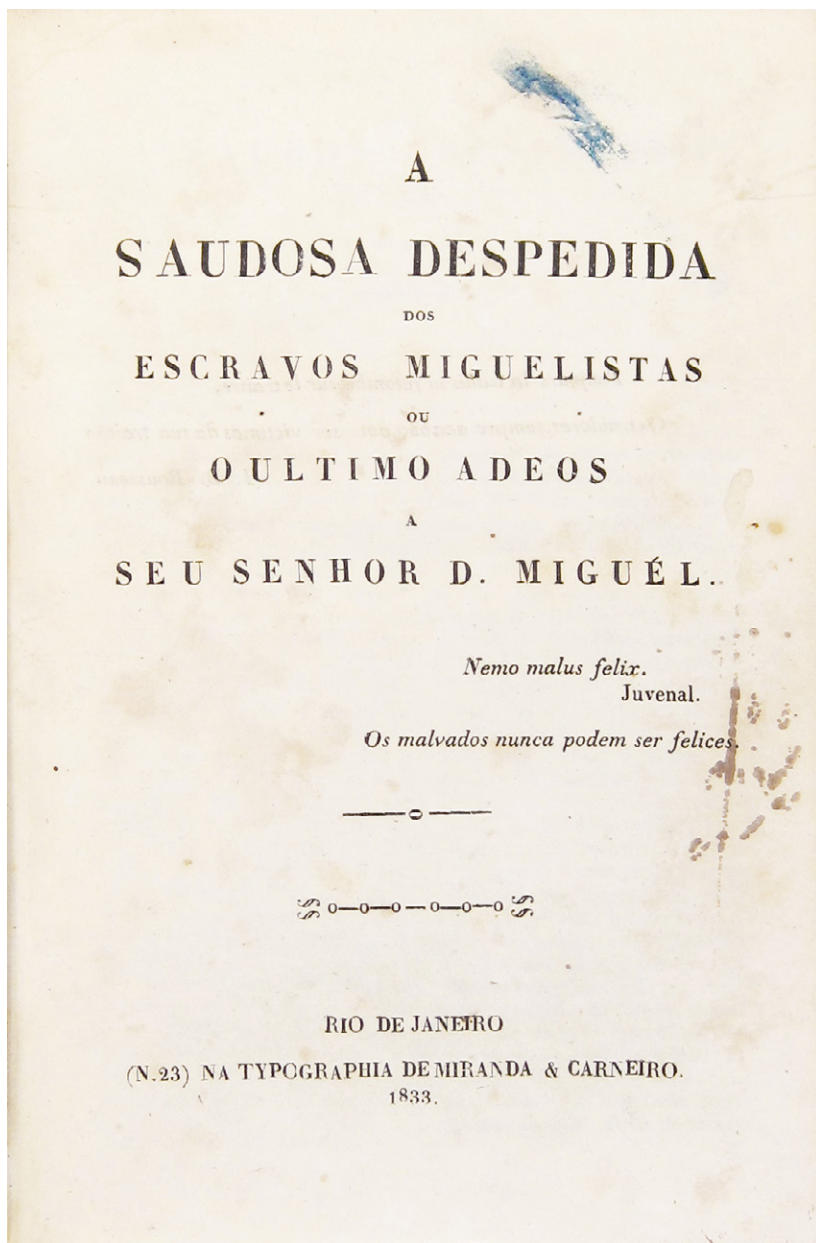 A
SAUDOSA DESPEDIDA
DOS
ESCRAVOS MIGUELISTAS
OU
O ULTIMO ADEOS
A
SEU SENHOR D. MIGUÉL.
Nemo malus felix.
Juvenal.
Os malvados nunca podem ser felices.
RIO DE JANEIRO
(N.23) NA TYPOGRAPHIA DE MIRANDA & CARNEIRO.
1833.